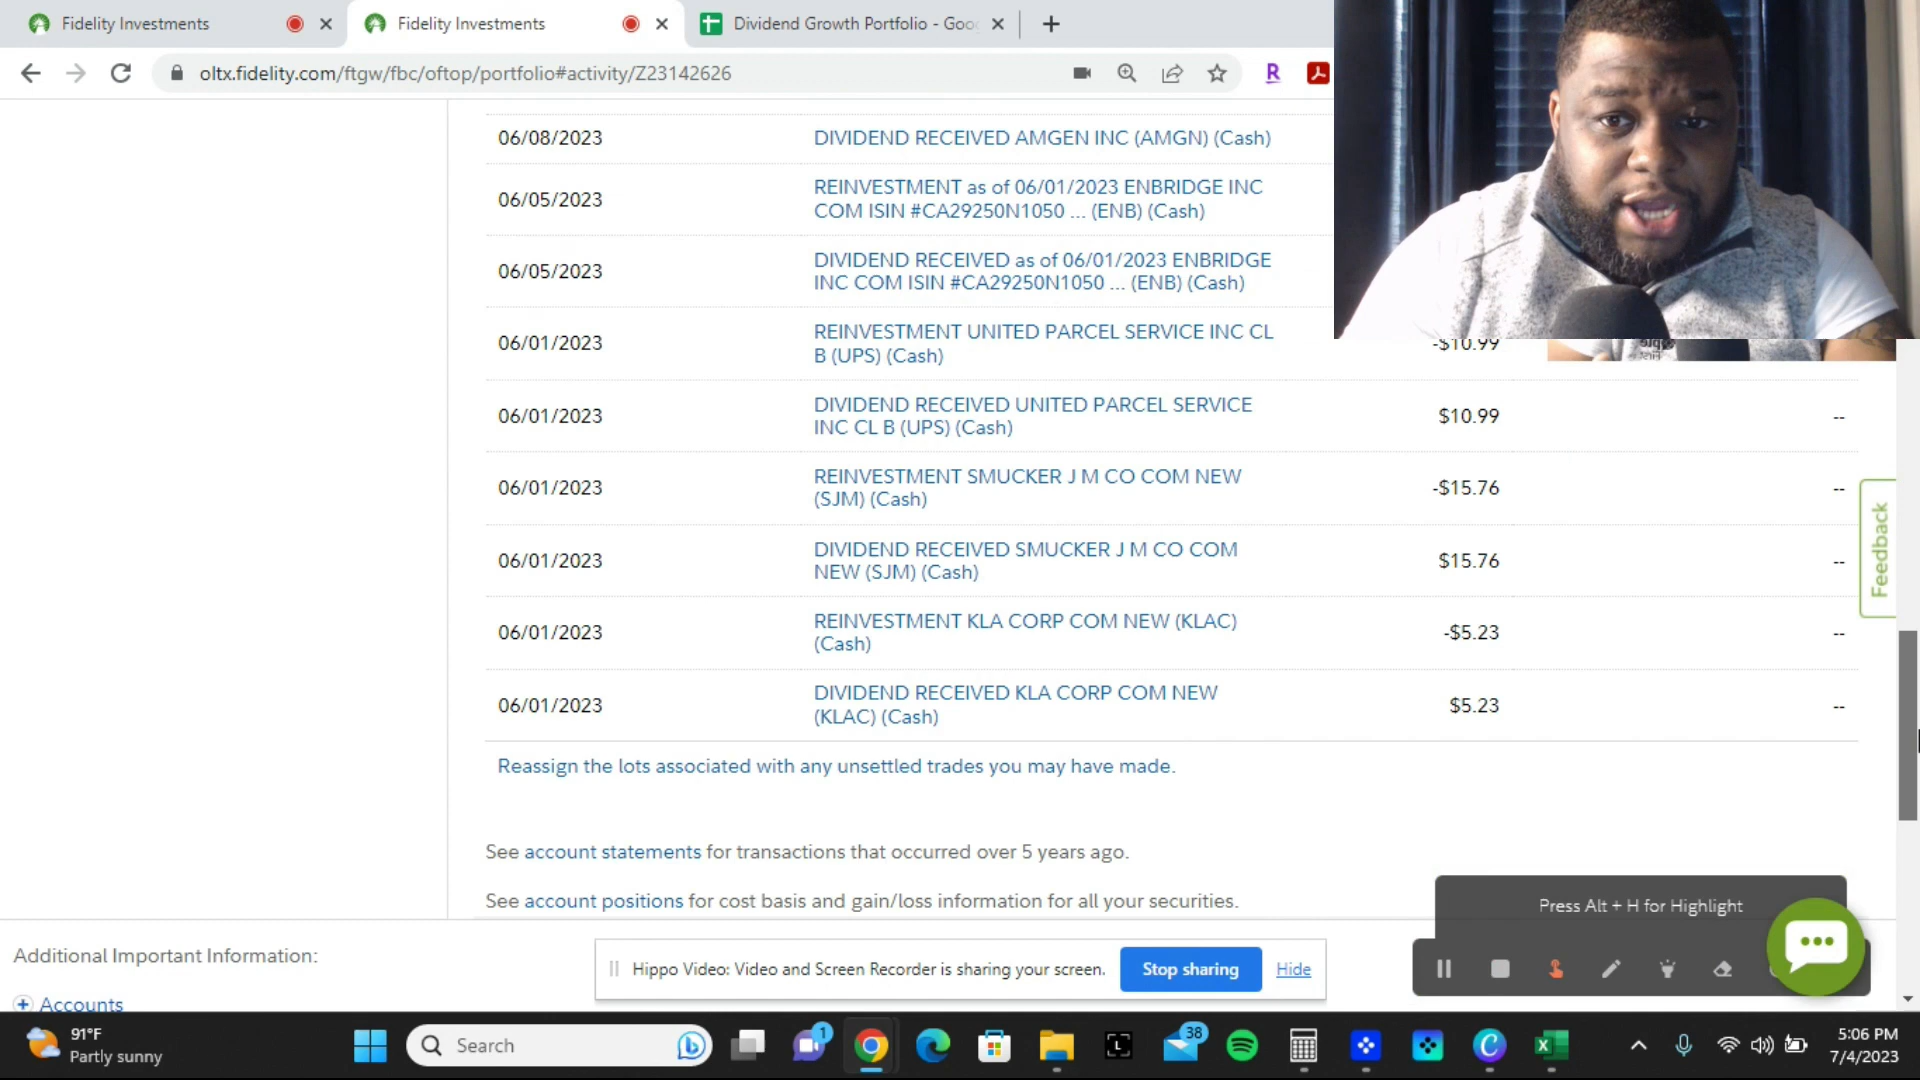 Fidelity Investments
Fidelity Investments
Dividend Growth Portfolio - Goo
oltx.fidelity.com/ftgw/fbc/oftop/portfolio#activity/Z23142626
R
06/08/2023 DIVIDEND RECEIVED AMGEN INC (AMGN) (Cash)
06/05/2023 REINVESTMENT as of 06/01/2023 ENBRIDGE INC
COM ISIN #CA29250N1050 ... (ENB) (Cash)
06/05/2023 DIVIDEND RECEIVED as of 06/01/2023 ENBRIDGE
INC COM ISIN #CA29250N1050 ... (ENB) (Cash)
06/01/2023 REINVESTMENT UNITED PARCEL SERVICE INC CL
B (UPS) (Cash) -$10.99
06/01/2023 DIVIDEND RECEIVED UNITED PARCEL SERVICE
INC CL B (UPS) (Cash) $10.99 --
06/01/2023 REINVESTMENT SMUCKER J M CO COM NEW
(SJM) (Cash) -$15.76 --
06/01/2023 DIVIDEND RECEIVED SMUCKER J M CO COM
NEW (SJM) (Cash) $15.76 --
06/01/2023 REINVESTMENT KLA CORP COM NEW (KLAC)
(Cash) -$5.23 --
06/01/2023 DIVIDEND RECEIVED KLA CORP COM NEW
(KLAC) (Cash) $5.23 --
Feedback
Reassign the lots associated with any unsettled trades you may have made.
See account statements for transactions that occurred over 5 years ago.
See account positions for cost basis and gain/loss information for all your securities.
Press Alt + H for Highlight
Additional Important Information:
Accounts
Hippo Video: Video and Screen Recorder is sharing your screen.
Stop sharing
Hide
91°F
Partly sunny
Search
1
38
5:06 PM
7/4/2023